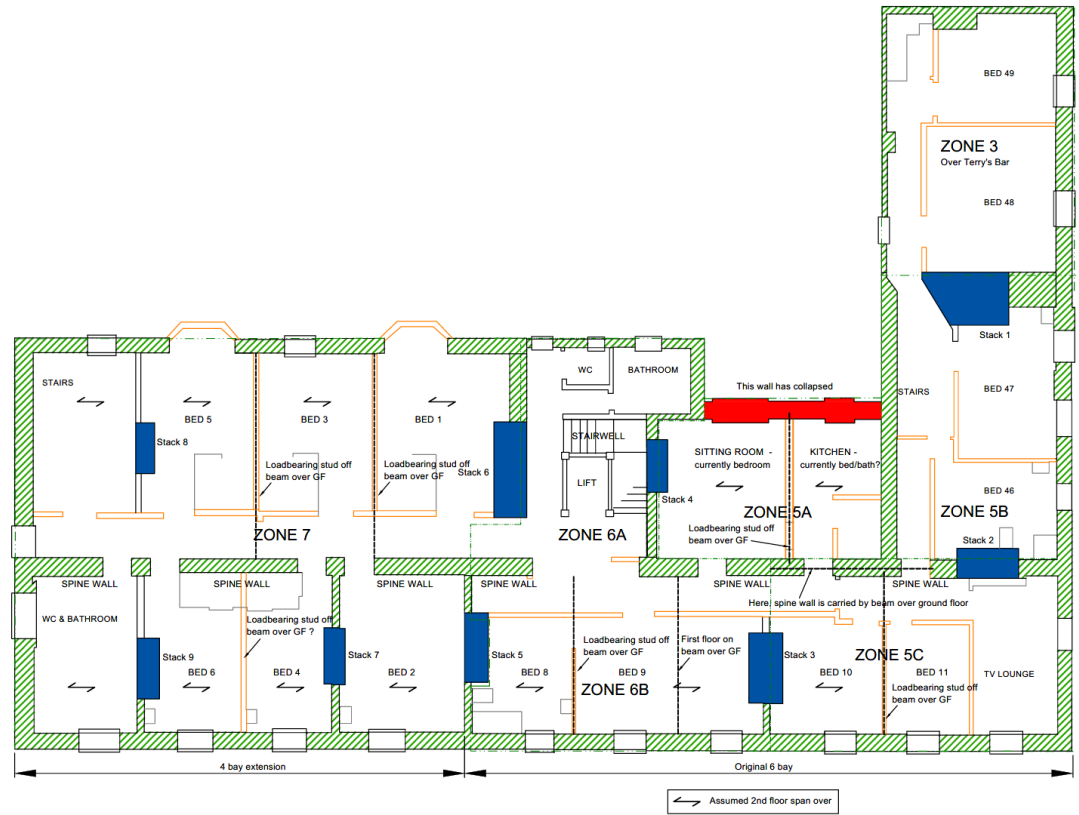 BED 49
ZONE 3
Over Terry's Bar
BED 48
Stack 1
STAIRS
BED 47
BED 46
ZONE 5B
Stack 2
WC
BATHROOM
This wall has collapsed
STAIRS
BED 5
BED 3
BED 1
Stack 8
STAIRWELL
SITTING ROOM -
currently bedroom
KITCHEN -
currently bed/bath?
Loadbearing stud off
beam over GF
Loadbearing stud off
beam over GF
Stack 6
LIFT
Stack 4
ZONE 5A
Loadbearing stud off
beam over GF
ZONE 7
ZONE 6A
SPINE WALL
SPINE WALL
SPINE WALL
SPINE WALL
SPINE WALL
SPINE WALL
Here, spine wall is carried by beam over ground floor
WC & BATHROOM
Loadbearing stud off
beam over GF ?
Loadbearing stud off
beam over GF
First floor on
beam over GF
Stack 9
Stack 7
Stack 5
Stack 3
ZONE 5C
BED 6
BED 4
BED 2
BED 8
BED 9
BED 10
BED 11
TV LOUNGE
ZONE 6B
Loadbearing stud off
beam over GF
4 bay extension
Original 6 bay
Assumed 2nd floor span over